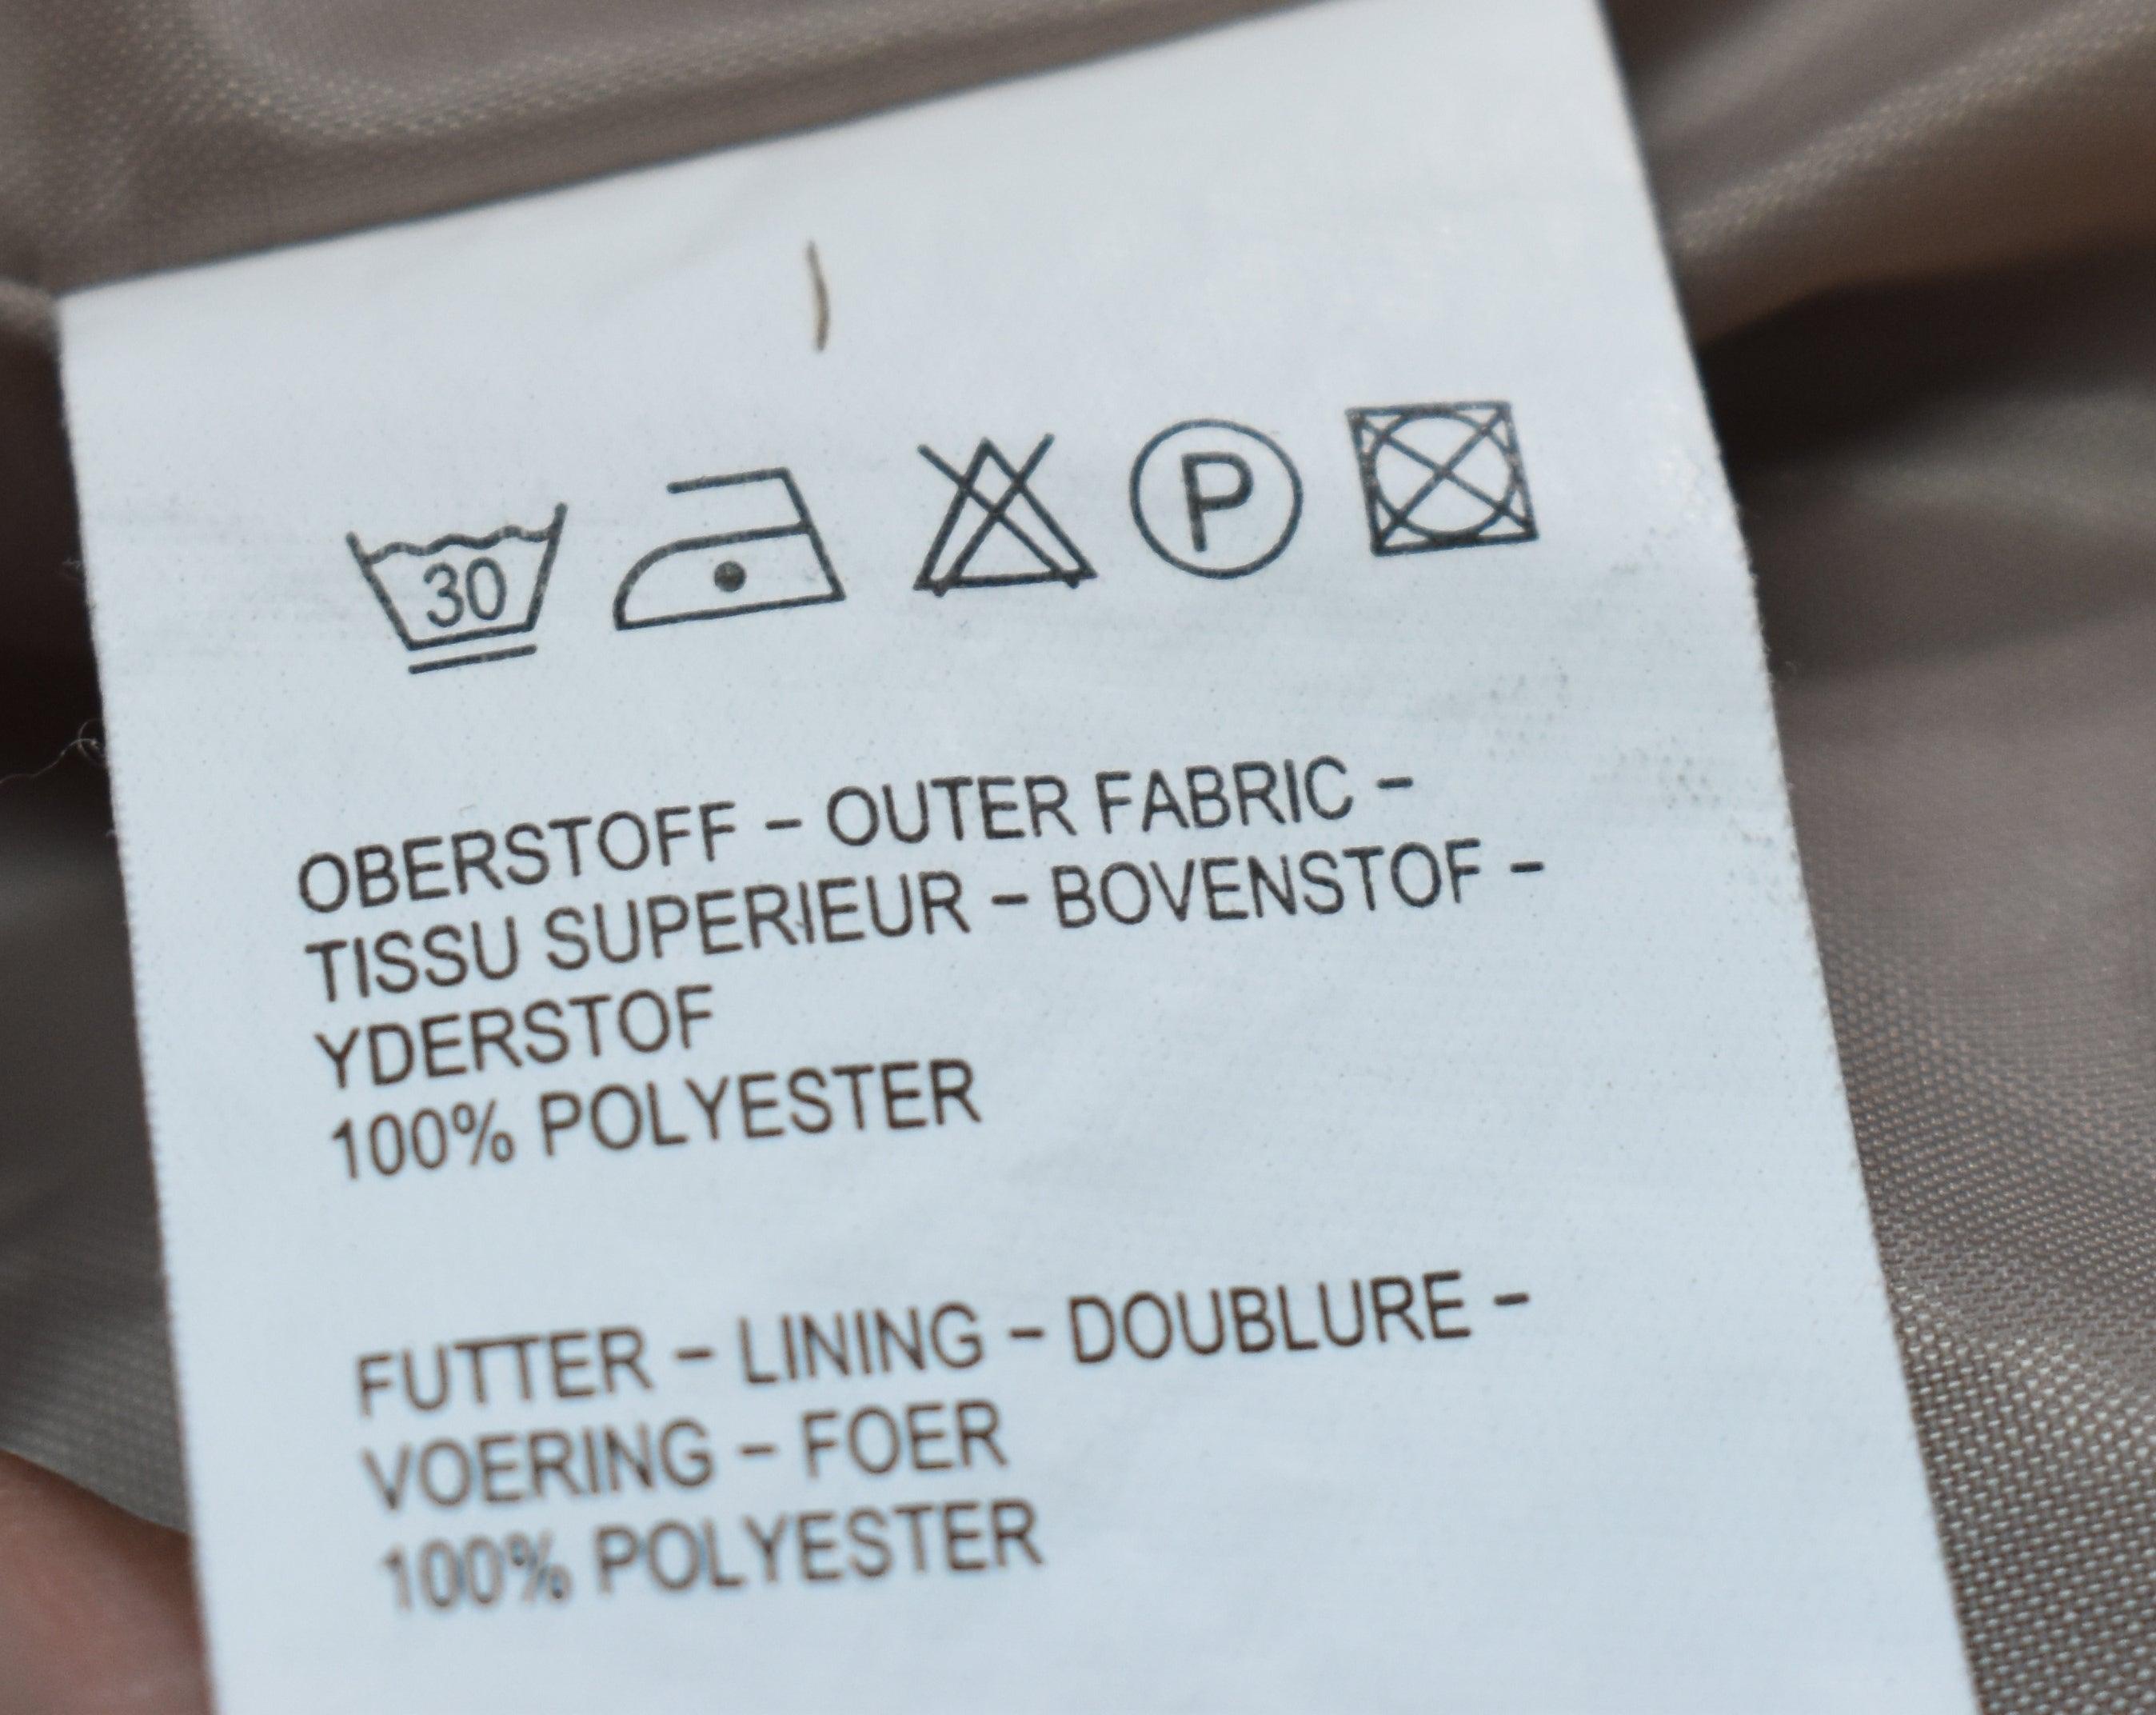 30
P
OBERSTOFF – OUTER FABRIC –
TISSU SUPERIEUR – BOVENSTOF –
YDERSTOF
100% POLYESTER
FUTTER – LINING – DOUBLURE –
VOERING – FOER
100% POLYESTER